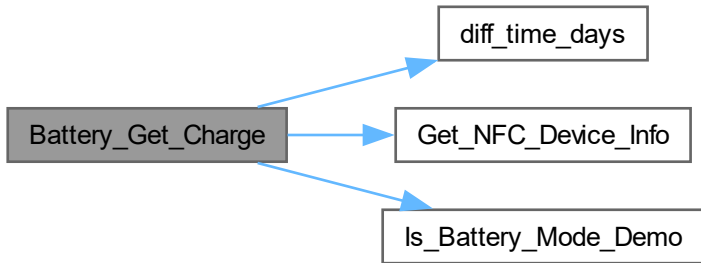 diff_time_days
Battery_Get_Charge
Get_NFC_Device_Info
Is_Battery_Mode_Demo